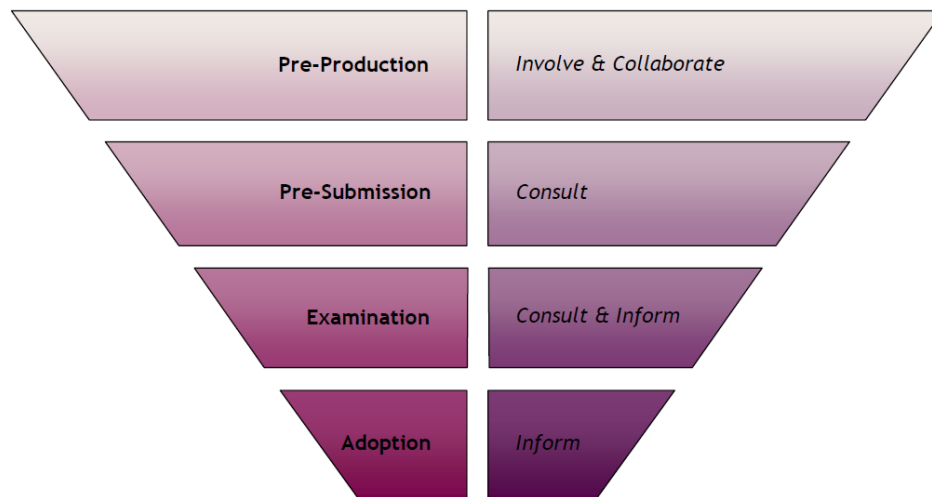 Pre-Production
Involve & Collaborate
Pre-Submission
Consult
Examination
Consult & Inform
Adoption
Inform